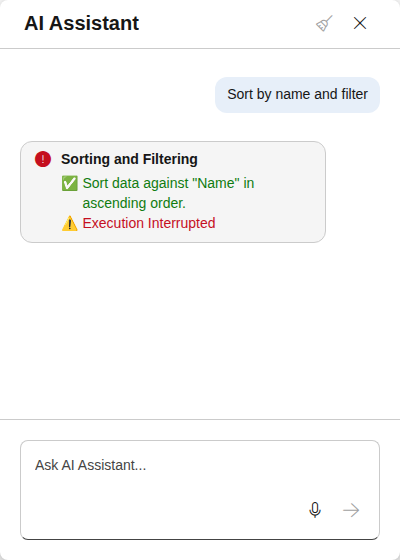 AI Assistant
Sort by name and filter
Sorting and Filtering
✅ Sort data against "Name" in
ascending order.
⚠️ Execution Interrupted
Ask AI Assistant...